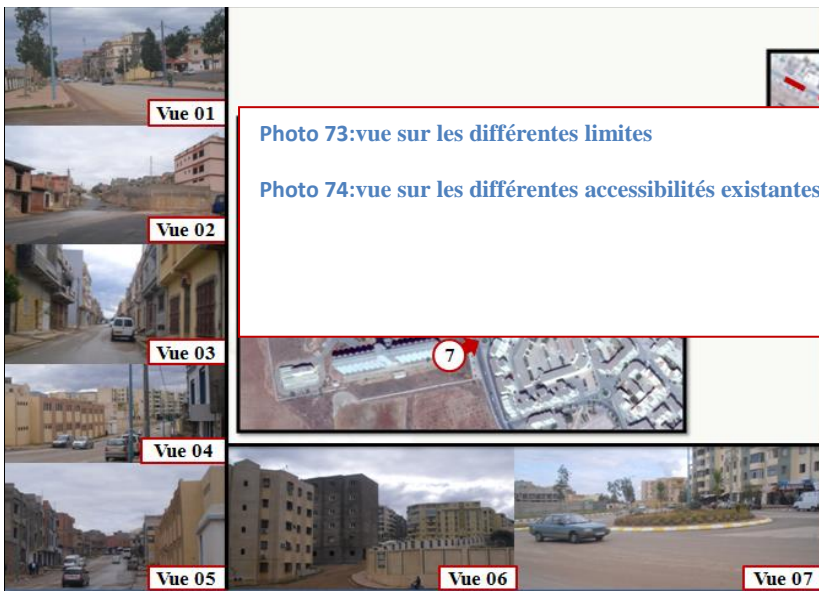 Vue 01
Photo 73:vue sur les différentes limites
Photo 74:vue sur les différentes accessibilités existantes
Vue 02
Vue 03
7
Vue 04
Vue 05
Vue 06
Vue 07